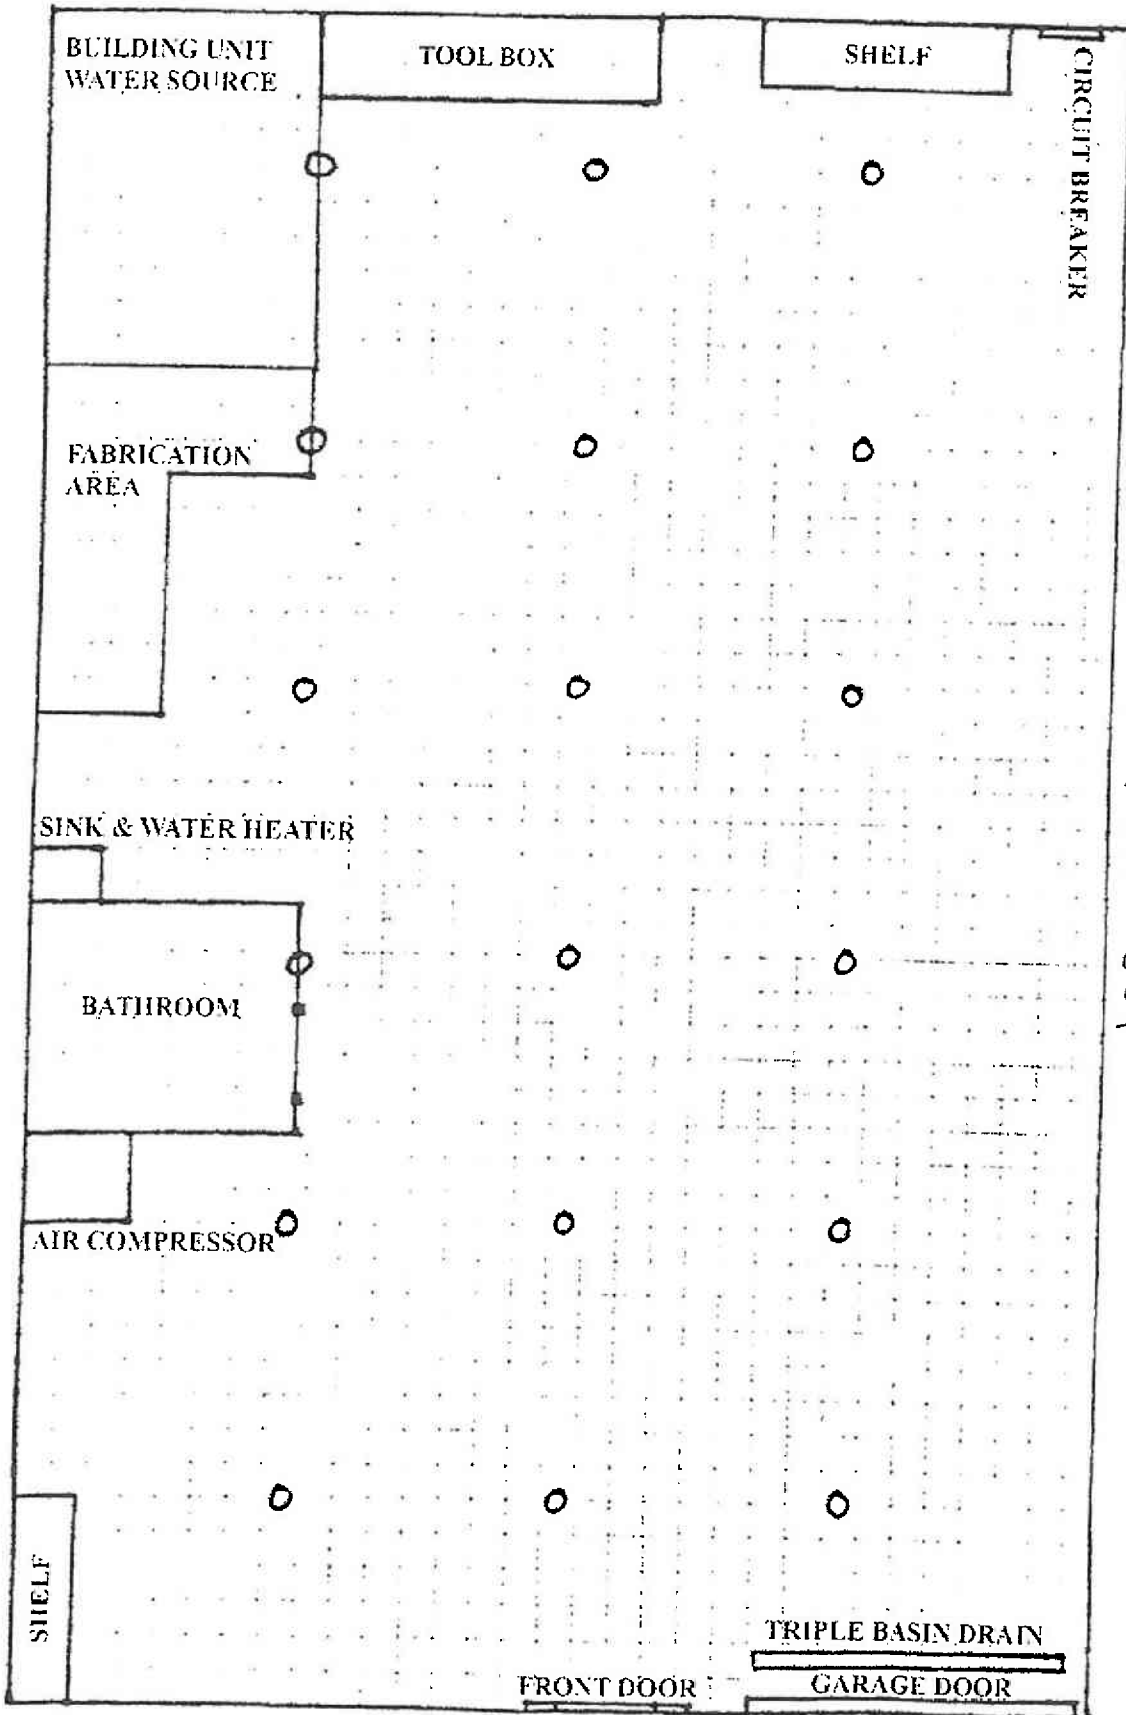 BUILDING UNIT
WATER SOURCE
TOOL BOX
SHELF
CIRCUIT BREAKER
FABRICATION
AREA
SINK & WATER HEATER
BATHROOM
AIR COMPRESSOR
SHELF
TRIPLE BASIN DRAIN
FRONT DOOR
GARAGE DOOR